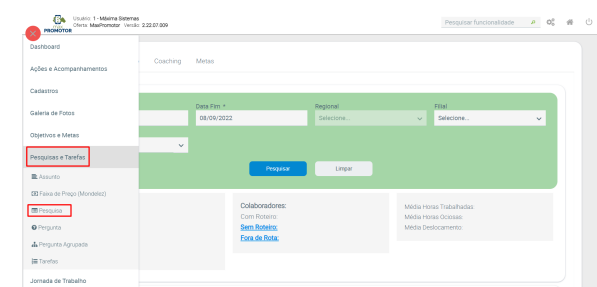 Usuário: 1 - Máxima Sistemas
Oferta MaxPromotor Versão 2.22.07.009
Pesquisar funcionalidade
PROMOTOR
Dashboard
Ações e Acompanhamentos
Coaching Metas
Cadastros
Galeria de Fotos
Data Fim * Regional Filial
08/09/2022 Selecione... Selecione...
Objetivos e Metas
Pesquisas e Tarefas
Pesquisar Limpar
Assunto
Faixa de Preço (Mondelez)
Pesquisa
Pergunta
Pergunta Agrupada
Tarefas
Jornada de Trabalho
Colaboradores:
Com Roteiro:
Sem Roteiro:
Fora de Rota:
Média Horas Trabalhadas:
Média Horas Ociosas:
Média Deslocamento: